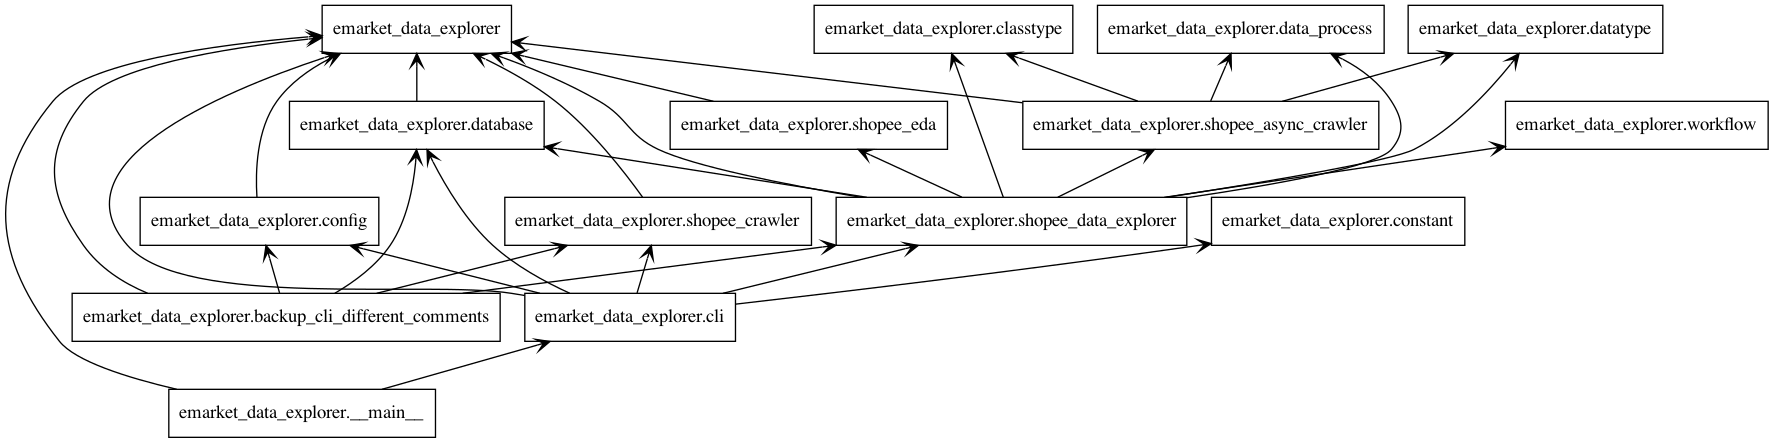 emarket_data_explorer
emarket_data_explorer.classtype
emarket_data_explorer.data_process
emarket_data_explorer.datatype
emarket_data_explorer.database
emarket_data_explorer.shopee_eda
emarket_data_explorer.shopee_async_crawler
emarket_data_explorer.workflow
emarket_data_explorer.config
emarket_data_explorer.shopee_crawler
emarket_data_explorer.shopee_data_explorer
emarket_data_explorer.constant
emarket_data_explorer.backup_cli_different_comments
emarket_data_explorer.cli
emarket_data_explorer.__main__